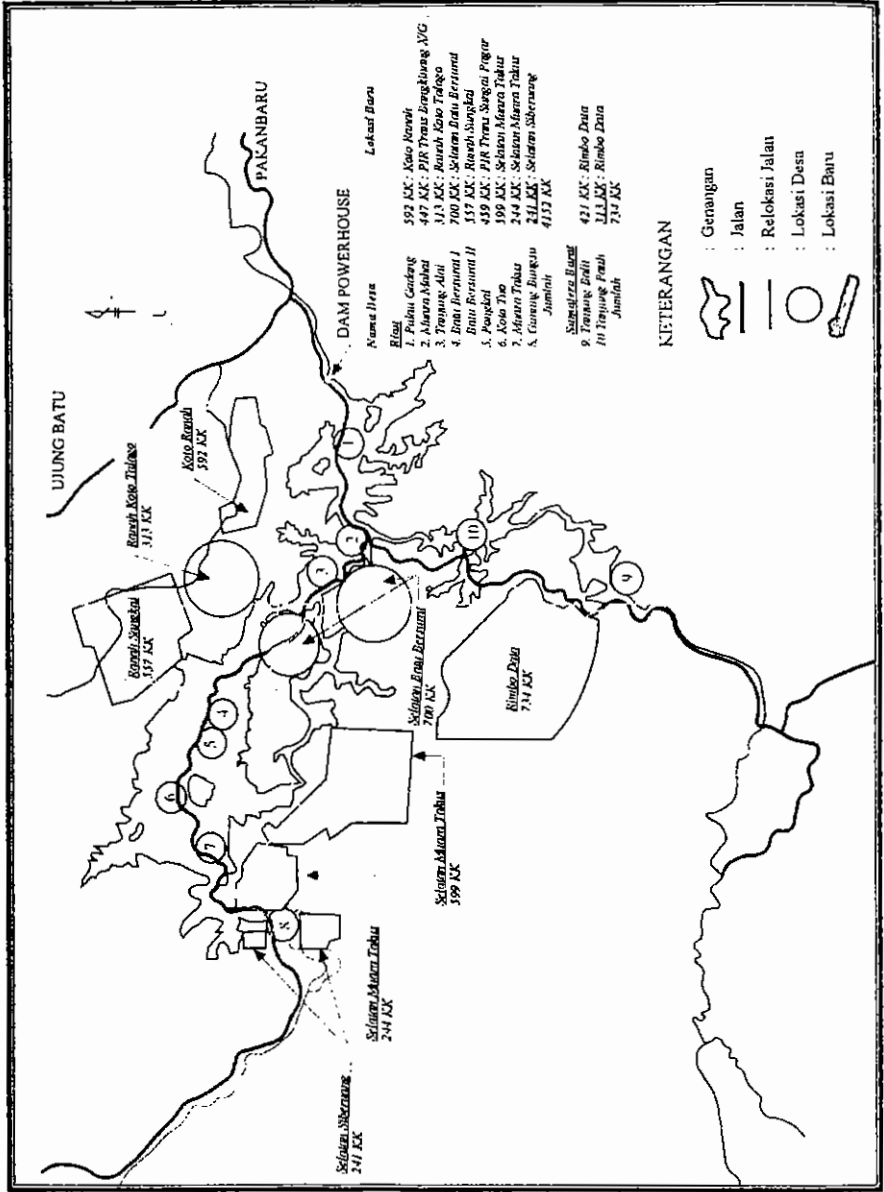 UJUNG BATU
PAKANBARU
DAM POWERHOUSE
Ranah Koto Talago
313 KK
Koto Ranah
592 KK
Ranah Sungkai
557 KK
Selatan Batu Bersurat
700 KK
Rimbo Data
734 KK
Selatan Muara Takus
599 KK
Selatan Muara Takus
244 KK
Selatan Siberuang
241 KK
1
2
3
4
5
6
7
8
9
10
Nama Desa Lokasi Baru
Riau
1. Pulau Gadang 592 KK : Koto Ranah
2. Muara Mahat 447 KK : PIR Trans Bangkinang X/G
3. Tanjung Alai 313 KK : Ranah Koto Talago
4. Batu Bersurat I 700 KK : Selatan Batu Bersurat
Batu Bersurat II 557 KK : Ranah Sungkai
5. Pongkai 459 KK : PIR Trans Sungai Pagar
6. Koto Tuo 599 KK : Selatan Muara Takus
7. Muara Takus 244 KK : Selatan Muara Takus
8. Gunung Bungsu 241 KK : Selatan Siberuang
Jumlah 4152 KK
Sumatera Barat
9. Tanjung Balit 421 KK : Rimbo Data
10 Tanjung Pauh 313 KK : Rimbo Data
Jumlah 734 KK
KETERANGAN
: Genangan
: Jalan
: Relokasi Jalan
: Lokasi Desa
: Lokasi Baru